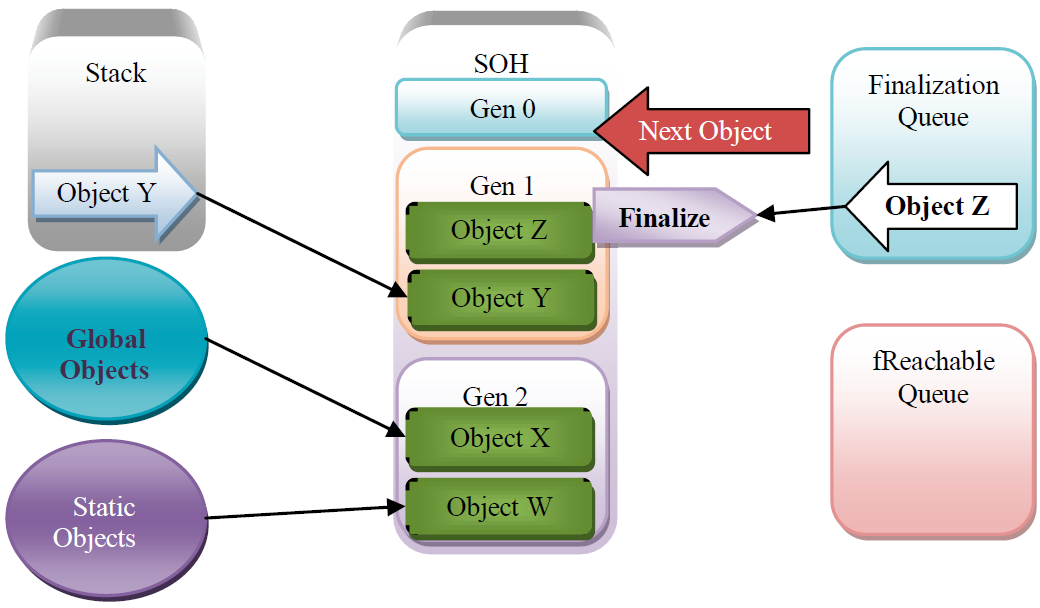 Stack
Object Y
Global
Objects
Static
Objects
SOH
Gen 0
Next Object
Gen 1
Object Z
Finalize
Object Y
Gen 2
Object X
Object W
Finalization
Queue
Object Z
fReachable
Queue